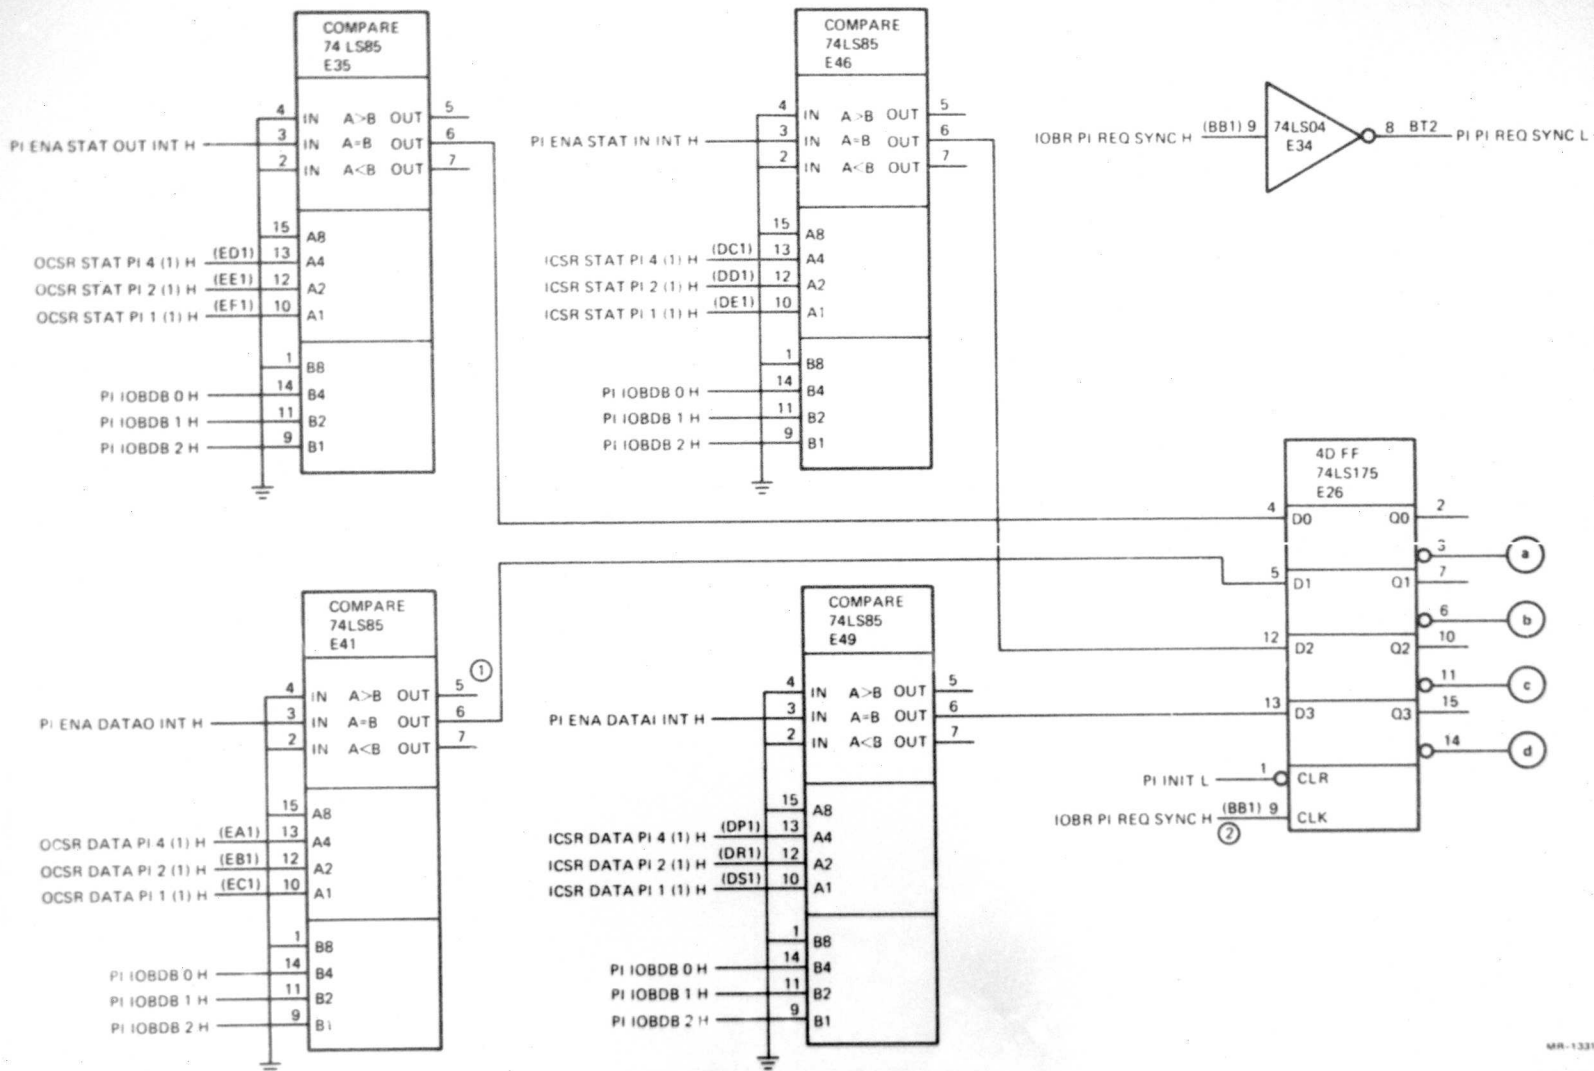 COMPARE
74 LS85
E35
4 IN A>B OUT 5
PI ENA STAT OUT INT H 3 IN A=B OUT 6
2 IN A<B OUT 7
15 A8
OCSR STAT PI 4 (1) H (ED1) 13 A4
OCSR STAT PI 2 (1) H (EE1) 12 A2
OCSR STAT PI 1 (1) H (EF1) 10 A1
1 B8
PI IOBDB 0 H 14 B4
PI IOBDB 1 H 11 B2
PI IOBDB 2 H 9 B1
COMPARE
74LS85
E46
4 IN A>B OUT 5
PI ENA STAT IN INT H 3 IN A=B OUT 6
2 IN A<B OUT 7
15 A8
ICSR STAT PI 4 (1) H (DC1) 13 A4
ICSR STAT PI 2 (1) H (DD1) 12 A2
ICSR STAT PI 1 (1) H (DE1) 10 A1
1 B8
PI IOBDB 0 H 14 B4
PI IOBDB 1 H 11 B2
PI IOBDB 2 H 9 B1
IOBR PI REQ SYNC H (BB1) 9 74LS04 8 BT2 PI PI REQ SYNC L
E34
COMPARE
74LS85
E41
1
4 IN A>B OUT 5
PI ENA DATAO INT H 3 IN A=B OUT 6
2 IN A<B OUT 7
15 A8
OCSR DATA PI 4 (1) H (EA1) 13 A4
OCSR DATA PI 2 (1) H (EB1) 12 A2
OCSR DATA PI 1 (1) H (EC1) 10 A1
1 B8
PI IOBDB 0 H 14 B4
PI IOBDB 1 H 11 B2
PI IOBDB 2 H 9 B1
COMPARE
74LS85
E49
4 IN A>B OUT 5
PI ENA DATAI INT H 3 IN A=B OUT 6
2 IN A<B OUT 7
15 A8
ICSR DATA PI 4 (1) H (DP1) 13 A4
ICSR DATA PI 2 (1) H (DR1) 12 A2
ICSR DATA PI 1 (1) H (DS1) 10 A1
1 B8
PI IOBDB 0 H 14 B4
PI IOBDB 1 H 11 B2
PI IOBDB 2 H 9 B1
4D FF
74LS175
E26
4 D0 Q0 2
3 a
5 D1 Q1 7
6 b
12 D2 Q2 10
11 c
13 D3 Q3 15
14 d
PI INIT L 1 CLR
IOBR PI REQ SYNC H (BB1) 9 CLK
2